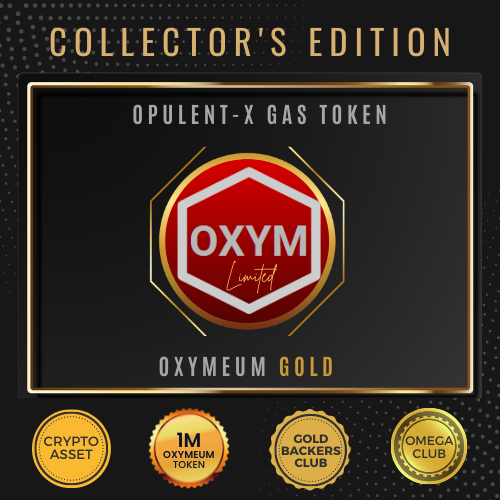 COLLECTOR'S EDITION
OPULENT-X GAS TOKEN
OXYM
Limited
OXYMEUM GOLD
CRYPTO
ASSET
1M
OXYMEUM
TOKEN
GOLD
BACKERS
CLUB
OMEGA
CLUB